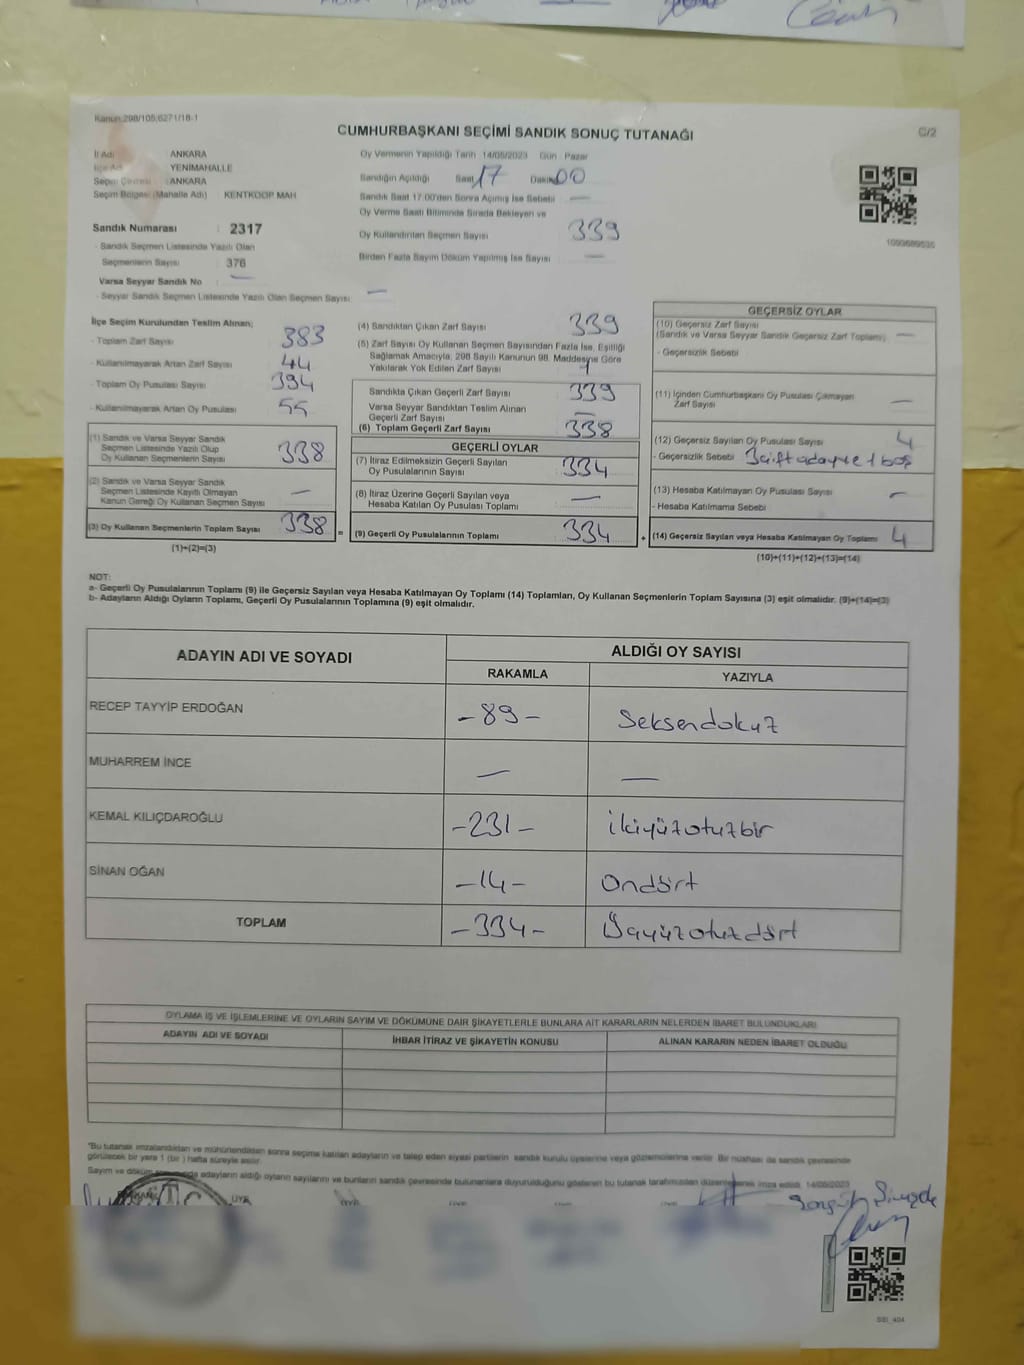 Kanun:298/105,6271/18-1
CUMHURBAŞKANI SEÇİMİ SANDIK SONUÇ TUTANAĞI
C/2
İl Adı ANKARA
İlçe Adı YENİMAHALLE
Seçim Çevresi : ANKARA
Seçim Bölgesi (Mahalle Adı) KENTKOOP MAH
Sandık Numarası : 2317
- Sandık Seçmen Listesinde Yazılı Olan
Seçmenlerin Sayısı : 376
Varsa Seyyar Sandık No : —
- Seyyar Sandık Seçmen Listesinde Yazılı Olan Seçmen Sayısı: —
Oy Vermenin Yapıldığı Tarih 14/05/2023 Gün Pazar
Sandığın Açıldığı Saat 17 Dakika 00
Sandık Saat 17.00'den Sonra Açılmış İse Sebebi —
Oy Verme Saati Bitiminde Sırada Bekleyen ve
Oy Kullandırılan Seçmen Sayısı 339
Birden Fazla Sayım Döküm Yapılmış İse Sayısı —
1093689535
İlçe Seçim Kurulundan Teslim Alınan;
- Toplam Zarf Sayısı 383
- Kullanılmayarak Artan Zarf Sayısı 44
- Toplam Oy Pusulası Sayısı 394
- Kullanılmayarak Artan Oy Pusulası 55
(1) Sandık ve Varsa Seyyar Sandık
Seçmen Listesinde Yazılı Olup
Oy Kullanan Seçmenlerin Sayısı 338
(2) Sandık ve Varsa Seyyar Sandık
Seçmen Listesinde Kayıtlı Olmayan
Kanun Gereği Oy Kullanan Seçmen Sayısı —
(3) Oy Kullanan Seçmenlerin Toplam Sayısı 338 =
(1)+(2)=(3)
(4) Sandıktan Çıkan Zarf Sayısı 339
(5) Zarf Sayısı Oy Kullanan Seçmen Sayısından Fazla İse, Eşitliği
Sağlamak Amacıyla, 298 Sayılı Kanunun 98. Maddesine Göre
Yakılarak Yok Edilen Zarf Sayısı 1
Sandıkta Çıkan Geçerli Zarf Sayısı 339
Varsa Seyyar Sandıktan Teslim Alınan
Geçerli Zarf Sayısı —
(6) Toplam Geçerli Zarf Sayısı 338
GEÇERLİ OYLAR
(7) İtiraz Edilmeksizin Geçerli Sayılan
Oy Pusulalarının Sayısı 334
(8) İtiraz Üzerine Geçerli Sayılan veya
Hesaba Katılan Oy Pusulası Toplamı —
(9) Geçerli Oy Pusulalarının Toplamı 334 +
GEÇERSİZ OYLAR
(10) Geçersiz Zarf Sayısı
(Sandık ve Varsa Seyyar Sandık Geçersiz Zarf Toplamı) —
- Geçersizlik Sebebi
(11) İçinden Cumhurbaşkanı Oy Pusulası Çıkmayan
Zarf Sayısı —
(12) Geçersiz Sayılan Oy Pusulası Sayısı 4
- Geçersizlik Sebebi 3 çift adaya ve 1 boş
(13) Hesaba Katılmayan Oy Pusulası Sayısı —
- Hesaba Katılmama Sebebi
(14) Geçersiz Sayılan veya Hesaba Katılmayan Oy Toplamı 4
(10)+(11)+(12)+(13)=(14)
NOT:
a- Geçerli Oy Pusulalarının Toplamı (9) ile Geçersiz Sayılan veya Hesaba Katılmayan Oy Toplamı (14) Toplamları, Oy Kullanan Seçmenlerin Toplam Sayısına (3) eşit olmalıdır. (9)+(14)=(3)
b- Adayların Aldığı Oyların Toplamı, Geçerli Oy Pusulalarının Toplamına (9) eşit olmalıdır.
ADAYIN ADI VE SOYADI
ALDIĞI OY SAYISI
RAKAMLA YAZIYLA
RECEP TAYYİP ERDOĞAN -89- Seksendokuz
MUHARREM İNCE — —
KEMAL KILIÇDAROĞLU -231- ikiyüzotuzbir
SİNAN OĞAN -14- Ondört
TOPLAM -334- Üçyüzotuzdört
OYLAMA İŞ VE İŞLEMLERİNE VE OYLARIN SAYIM VE DÖKÜMÜNE DAİR ŞİKAYETLERLE BUNLARA AİT KARARLARIN NELERDEN İBARET BULUNDUKLARI
ADAYIN ADI VE SOYADI İHBAR İTİRAZ VE ŞİKAYETİN KONUSU ALINAN KARARIN NEDEN İBARET OLDUĞU
*Bu tutanak imzalandıktan ve mühürlendikten sonra seçime katılan adayların ve talep eden siyasi partilerin sandık kurulu üyelerine veya gözlemcilerine verilir. Bir nüshası da sandık çevresinde
görülecek bir yere 1 (bir) hafta süreyle asılır.
Sayım ve döküm adayların aldığı oyların sayılarını ve bunların sandık çevresinde bulunanlara duyurulduğunu gösteren bu tutanak tarafımızdan düzenlenerek imza edildi. 14/05/2023
ÜYE